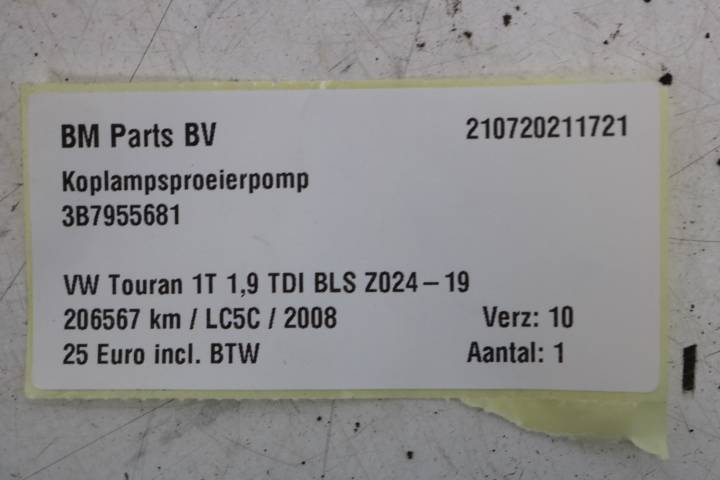 BM Parts BV 210720211721
Koplampsproeierpomp
3B7955681
VW Touran 1T 1,9 TDI BLS Z024-19
206567 km / LC5C / 2008 Verz: 10
25 Euro incl. BTW Aantal: 1